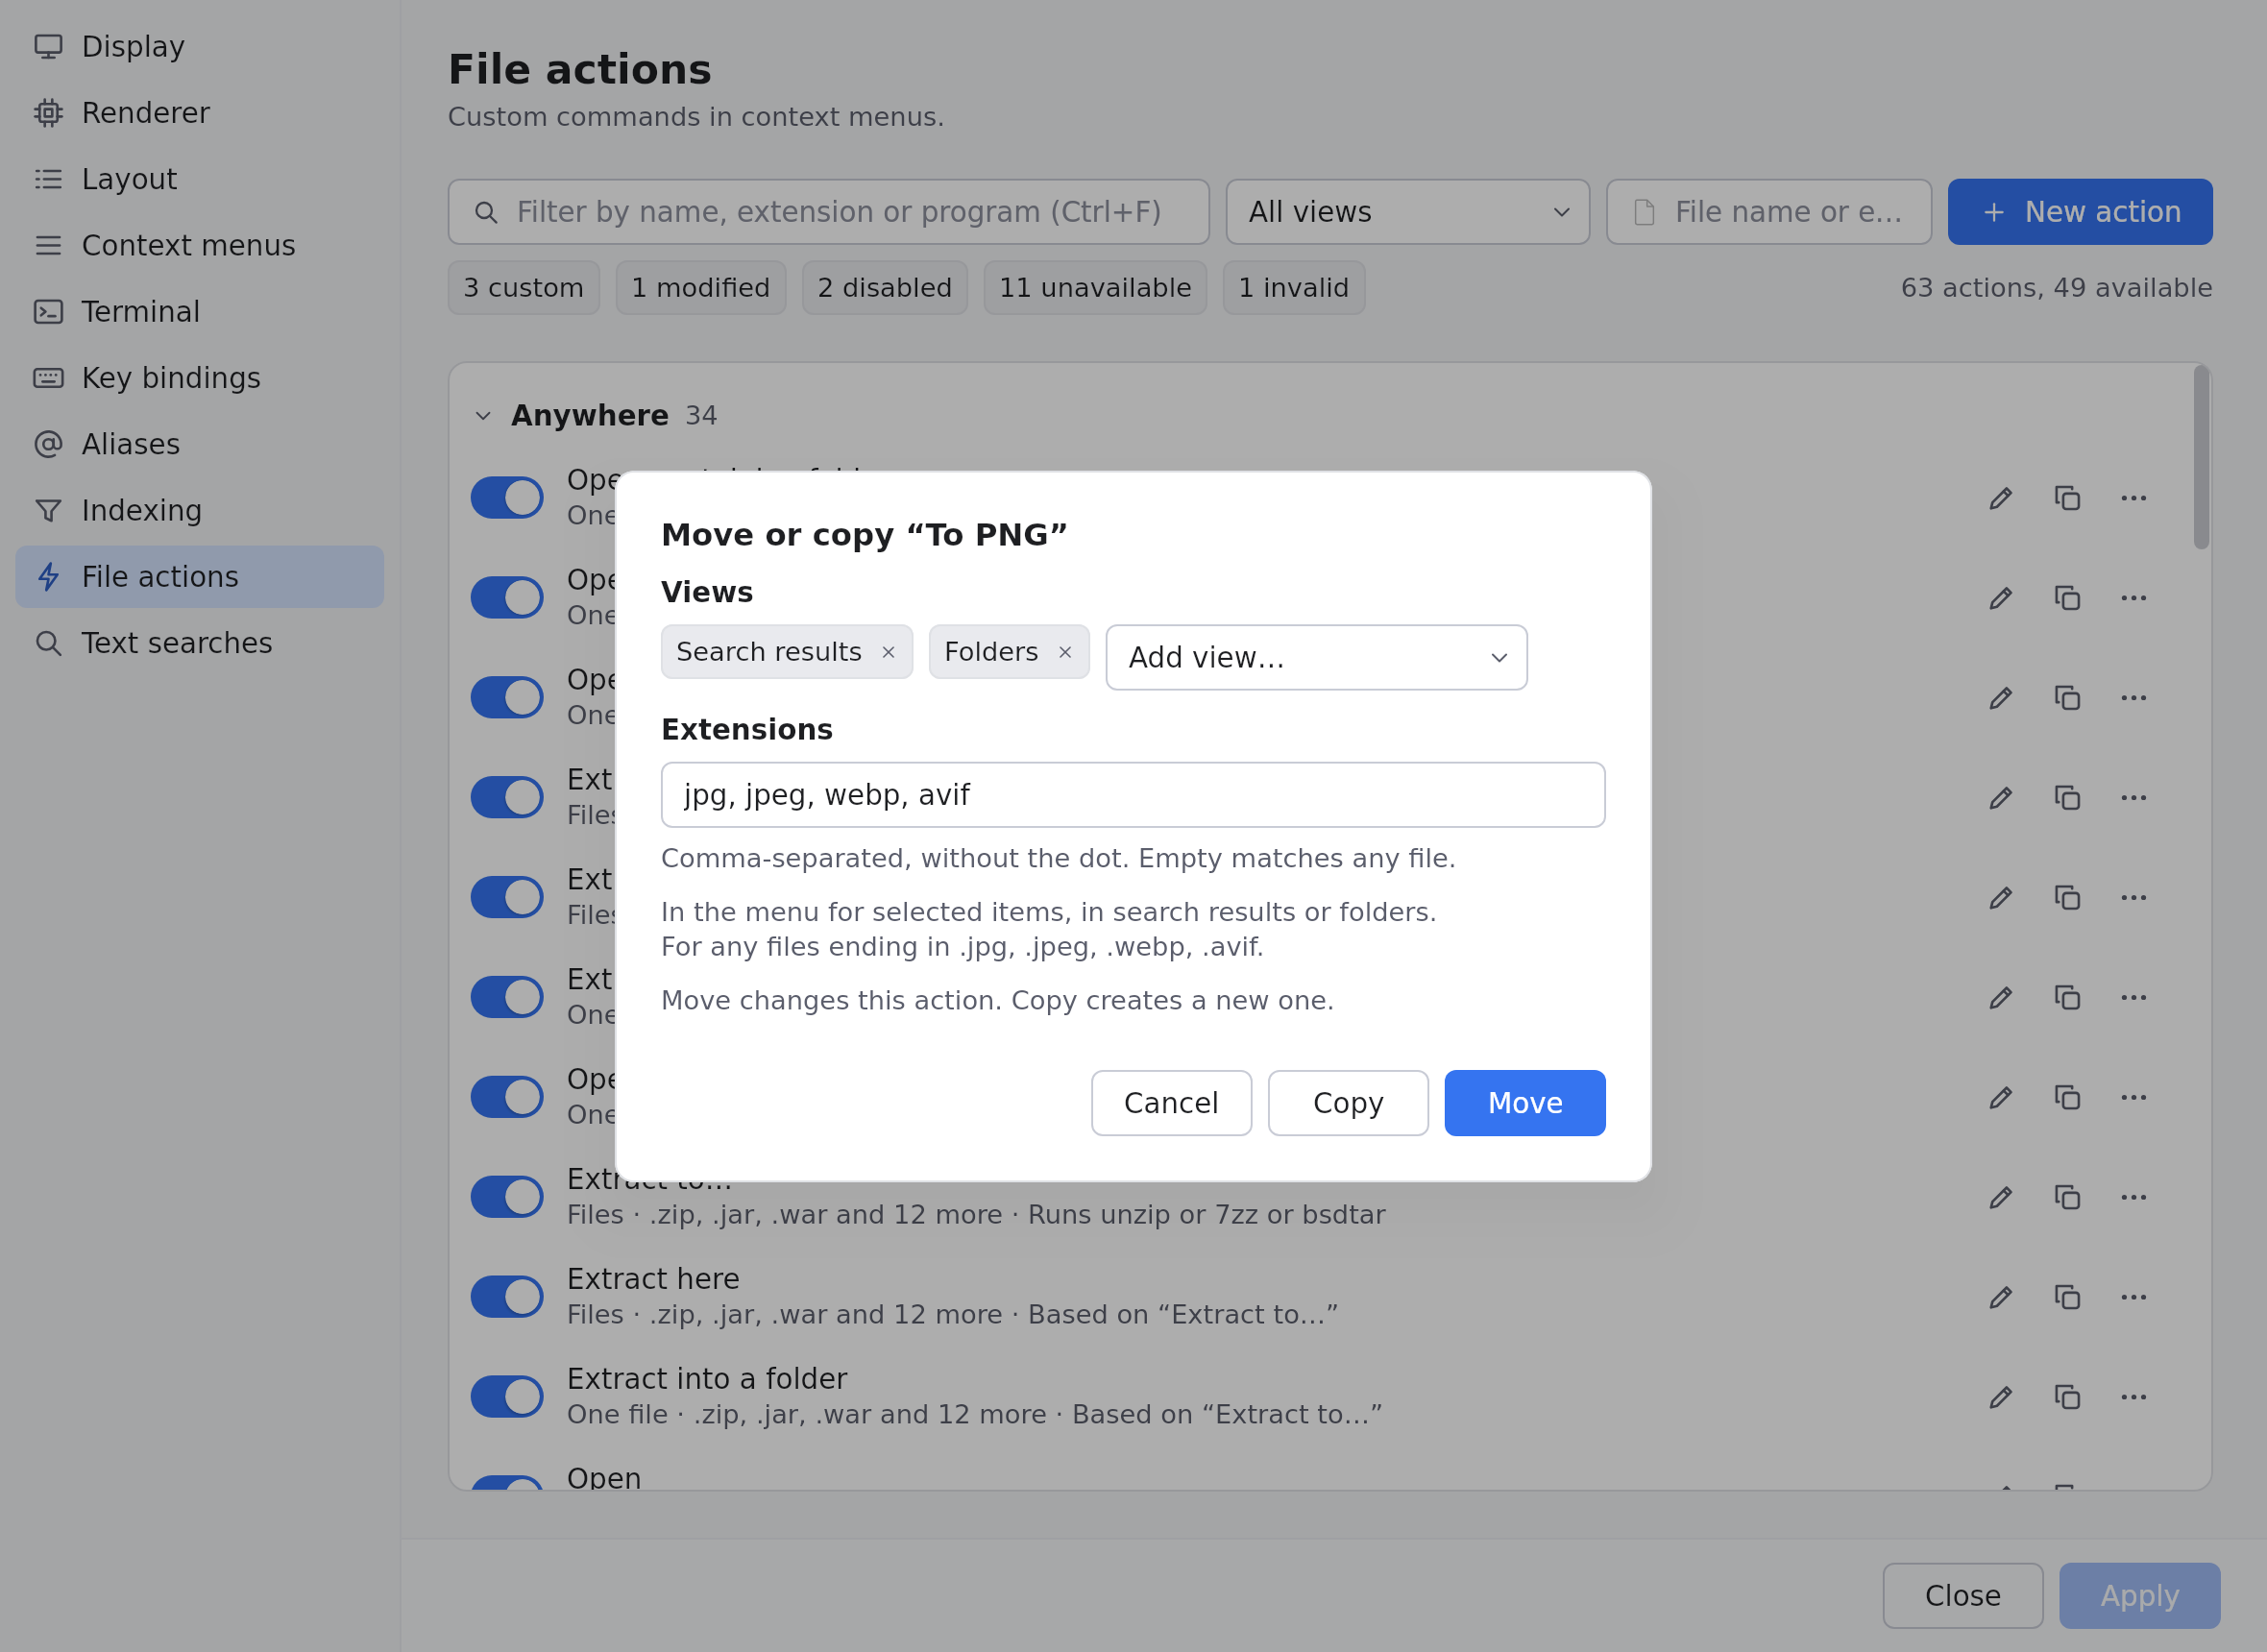 Display
Renderer
Layout
Context menus
Terminal
Key bindings
Aliases
Indexing
File actions
Text searches
File actions
Custom commands in context menus.
Filter by name, extension or program (Ctrl+F)
All views
File name or e...
New action
3 custom
1 modified
2 disabled
11 unavailable
1 invalid
63 actions, 49 available
Anywhere 34
Move or copy “To PNG”
Views
Search results
Folders
Add view...
Extensions
jpg, jpeg, webp, avif
Comma-separated, without the dot. Empty matches any file.
In the menu for selected items, in search results or folders.
For any files ending in .jpg, .jpeg, .webp, .avif.
Move changes this action. Copy creates a new one.
Cancel
Copy
Move
Extract to...
Files · .zip, .jar, .war and 12 more · Runs unzip or 7zz or bsdtar
Extract here
Files · .zip, .jar, .war and 12 more · Based on “Extract to...”
Extract into a folder
One file · .zip, .jar, .war and 12 more · Based on “Extract to...”
Open
Close
Apply